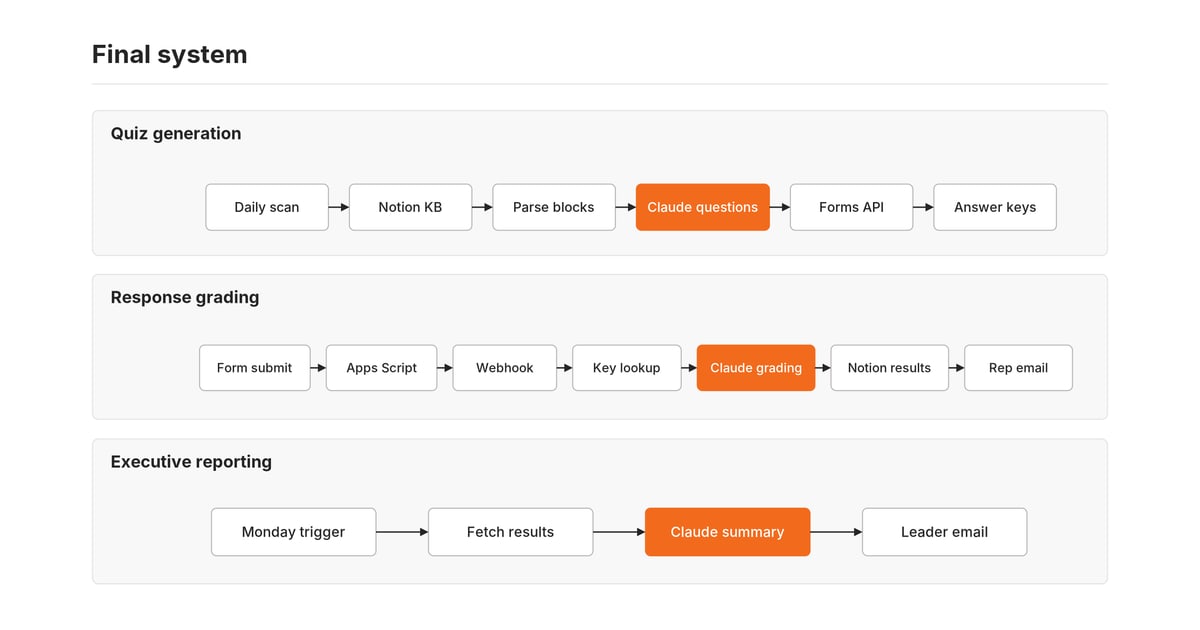 Final system
Quiz generation
Daily scan
Notion KB
Parse blocks
Claude questions
Forms API
Answer keys
Response grading
Form submit
Apps Script
Webhook
Key lookup
Claude grading
Notion results
Rep email
Executive reporting
Monday trigger
Fetch results
Claude summary
Leader email